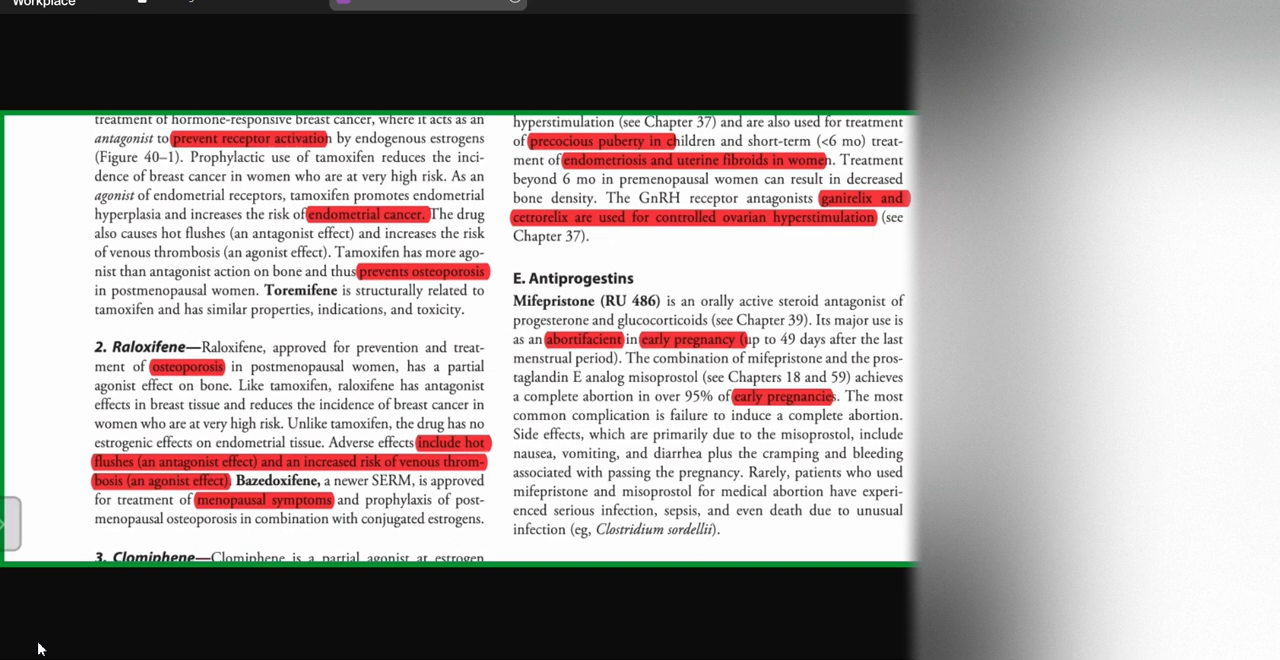 Workplace
treatment of hormone-responsive breast cancer, where it acts as an
antagonist to prevent receptor activation by endogenous estrogens
(Figure 40–1). Prophylactic use of tamoxifen reduces the inci-
dence of breast cancer in women who are at very high risk. As an
agonist of endometrial receptors, tamoxifen promotes endometrial
hyperplasia and increases the risk of endometrial cancer. The drug
also causes hot flushes (an antagonist effect) and increases the risk
of venous thrombosis (an agonist effect). Tamoxifen has more ago-
nist than antagonist action on bone and thus prevents osteoporosis
in postmenopausal women. Toremifene is structurally related to
tamoxifen and has similar properties, indications, and toxicity.
2. Raloxifene—Raloxifene, approved for prevention and treat-
ment of osteoporosis in postmenopausal women, has a partial
agonist effect on bone. Like tamoxifen, raloxifene has antagonist
effects in breast tissue and reduces the incidence of breast cancer in
women who are at very high risk. Unlike tamoxifen, the drug has no
estrogenic effects on endometrial tissue. Adverse effects include hot
flushes (an antagonist effect) and an increased risk of venous throm-
bosis (an agonist effect). Bazedoxifene, a newer SERM, is approved
for treatment of menopausal symptoms and prophylaxis of post-
menopausal osteoporosis in combination with conjugated estrogens.
3. Clomiphene—Clomiphene is a partial agonist at estrogen
hyperstimulation (see Chapter 37) and are also used for treatment
of precocious puberty in children and short-term (<6 mo) treat-
ment of endometriosis and uterine fibroids in women. Treatment
beyond 6 mo in premenopausal women can result in decreased
bone density. The GnRH receptor antagonists ganirelix and
cetrorelix are used for controlled ovarian hyperstimulation (see
Chapter 37).
E. Antiprogestins
Mifepristone (RU 486) is an orally active steroid antagonist of
progesterone and glucocorticoids (see Chapter 39). Its major use is
as an abortifacient in early pregnancy (up to 49 days after the last
menstrual period). The combination of mifepristone and the pros-
taglandin E analog misoprostol (see Chapters 18 and 59) achieves
a complete abortion in over 95% of early pregnancies. The most
common complication is failure to induce a complete abortion.
Side effects, which are primarily due to the misoprostol, include
nausea, vomiting, and diarrhea plus the cramping and bleeding
associated with passing the pregnancy. Rarely, patients who used
mifepristone and misoprostol for medical abortion have experi-
enced serious infection, sepsis, and even death due to unusual
infection (eg, Clostridium sordellii).